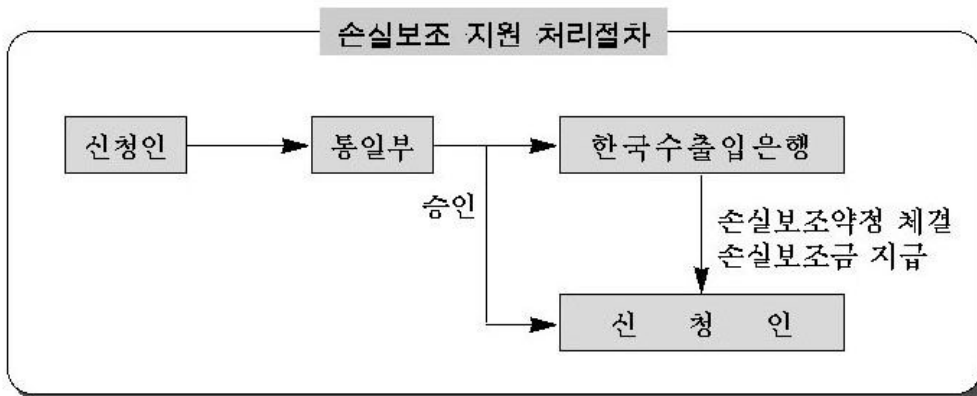 손실보조 지원 처리절차
신청인
통일부
한국수출입은행
승인
손실보조약정 체결
손실보조금 지급
신 청 인